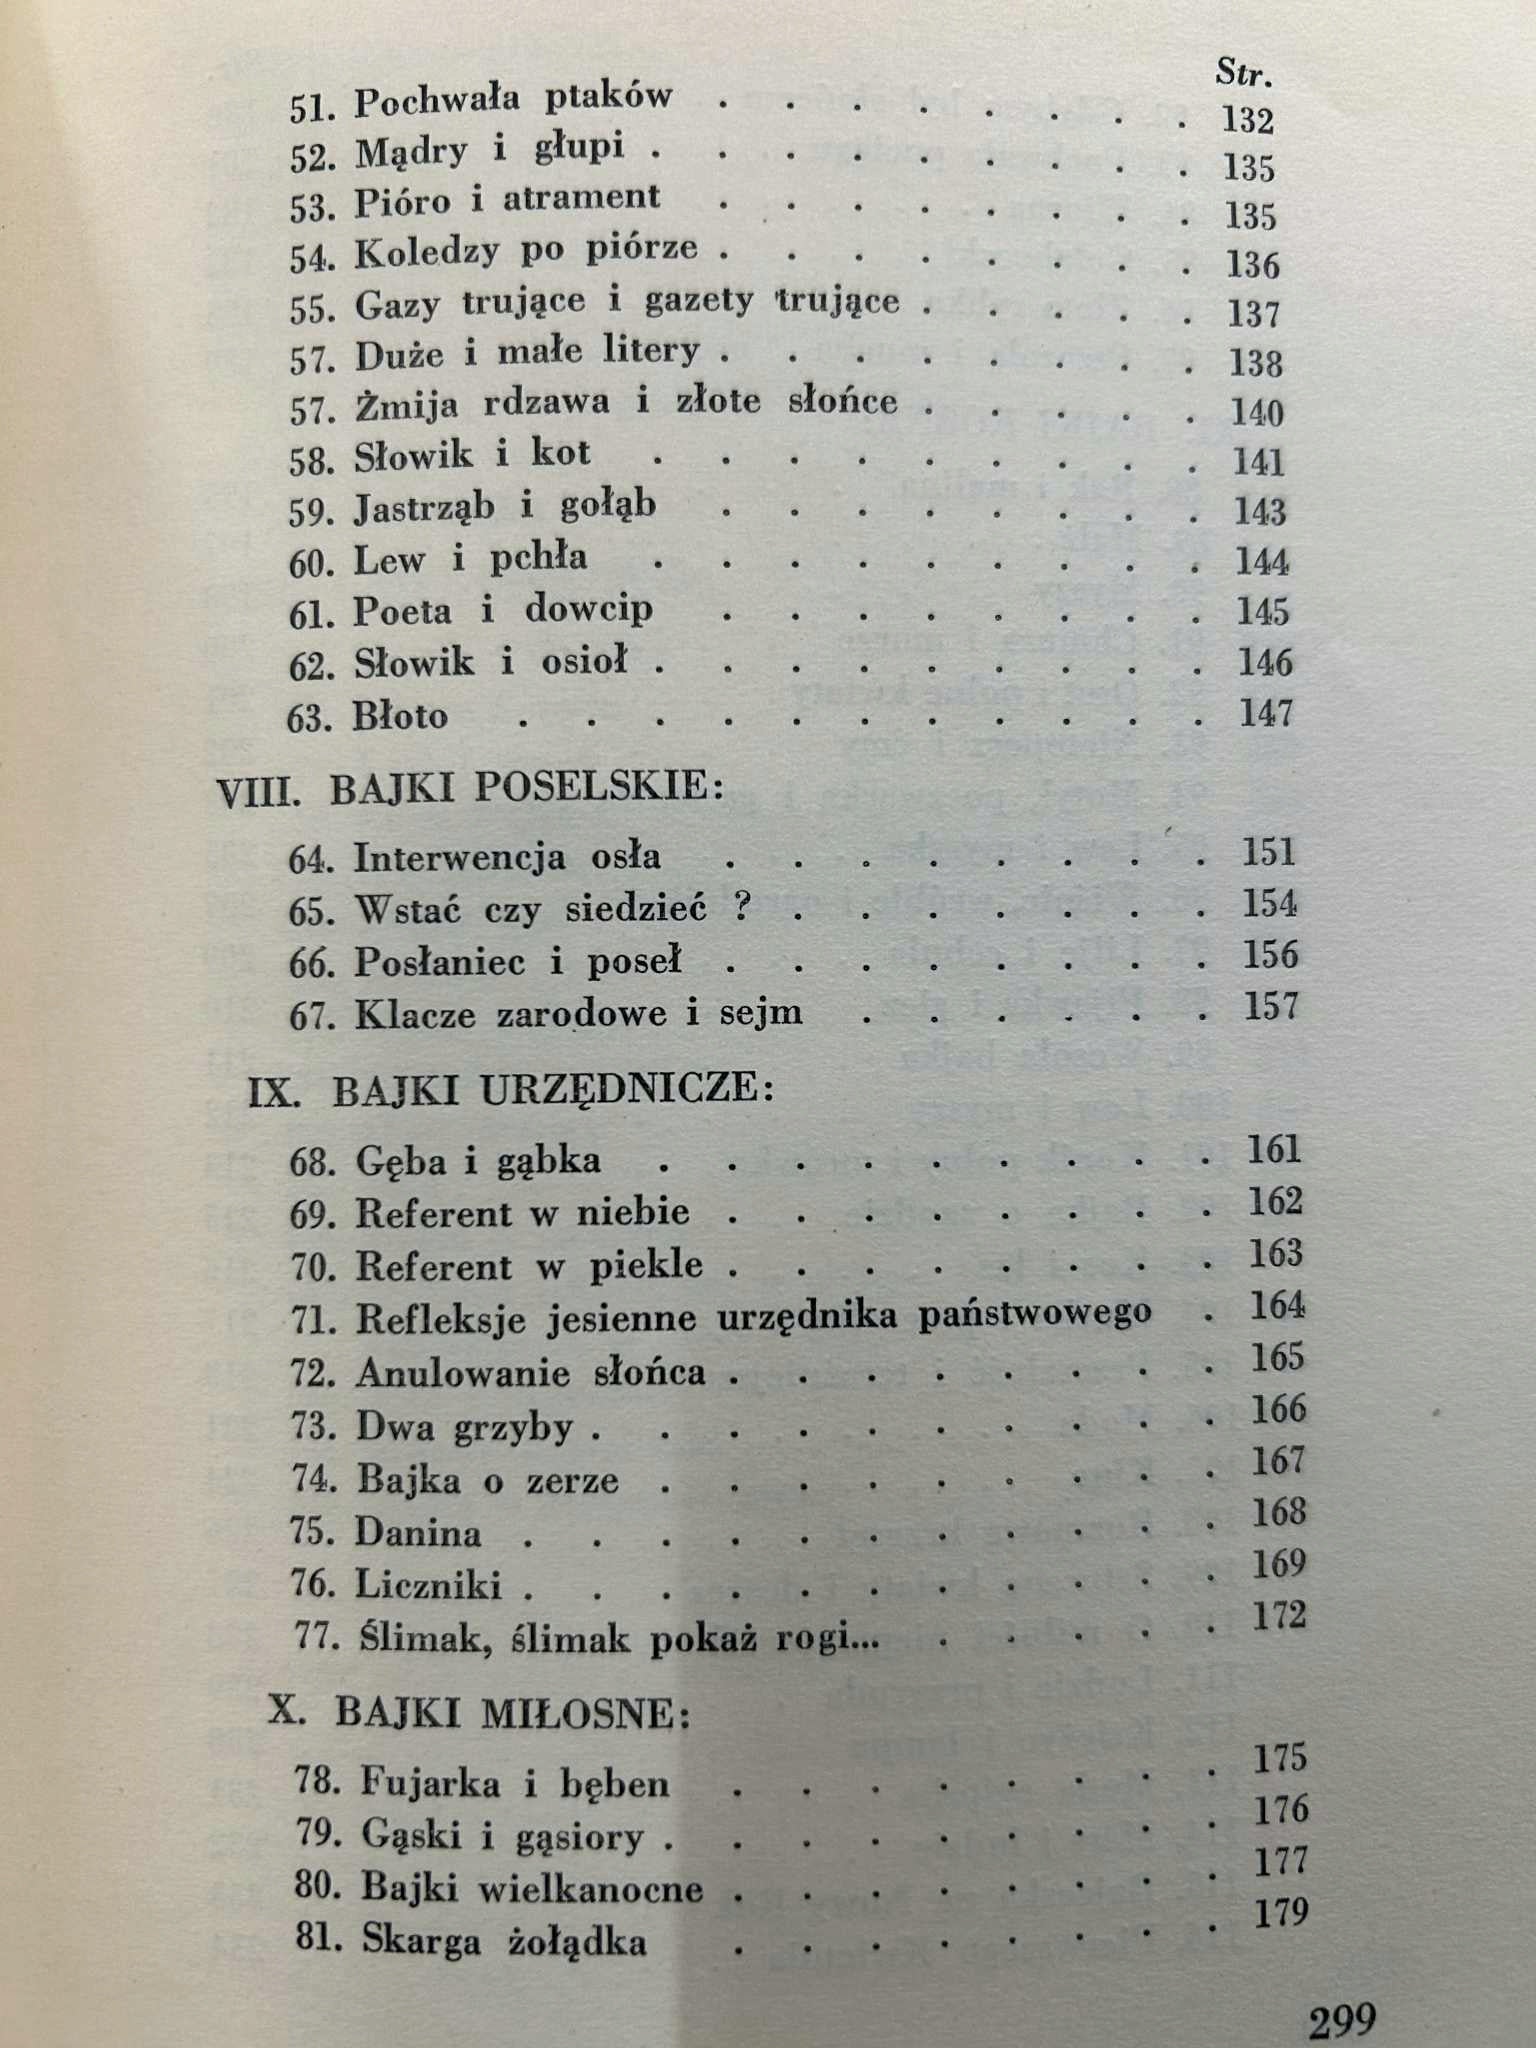 Str.
51. Pochwała ptaków . . . . . . . . 132
52. Mądry i głupi . . . . . . . . . 135
53. Pióro i atrament . . . . . . . . 135
54. Koledzy po piórze . . . . . . . . 136
55. Gazy trujące i gazety trujące . . . . . 137
57. Duże i małe litery . . . . . . . . 138
57. Żmija rdzawa i złote słońce . . . . . 140
58. Słowik i kot . . . . . . . . . 141
59. Jastrząb i gołąb . . . . . . . . 143
60. Lew i pchła . . . . . . . . . 144
61. Poeta i dowcip . . . . . . . . 145
62. Słowik i osioł . . . . . . . . . 146
63. Błoto . . . . . . . . . . . 147
VIII. BAJKI POSELSKIE:
64. Interwencja osła . . . . . . . . 151
65. Wstać czy siedzieć ? . . . . . . . 154
66. Posłaniec i poseł . . . . . . . . 156
67. Klacze zarodowe i sejm . . . . . . 157
IX. BAJKI URZĘDNICZE:
68. Gęba i gąbka . . . . . . . . . 161
69. Referent w niebie . . . . . . . . 162
70. Referent w piekle . . . . . . . . 163
71. Refleksje jesienne urzędnika państwowego . 164
72. Anulowanie słońca . . . . . . . . 165
73. Dwa grzyby . . . . . . . . . . 166
74. Bajka o zerze . . . . . . . . . 167
75. Danina . . . . . . . . . . . 168
76. Liczniki . . . . . . . . . . . 169
77. Ślimak, ślimak pokaż rogi... . . . . . 172
X. BAJKI MIŁOSNE:
78. Fujarka i bęben . . . . . . . . 175
79. Gąski i gąsiory . . . . . . . . . 176
80. Bajki wielkanocne . . . . . . . . 177
81. Skarga żołądka . . . . . . . . 179
299